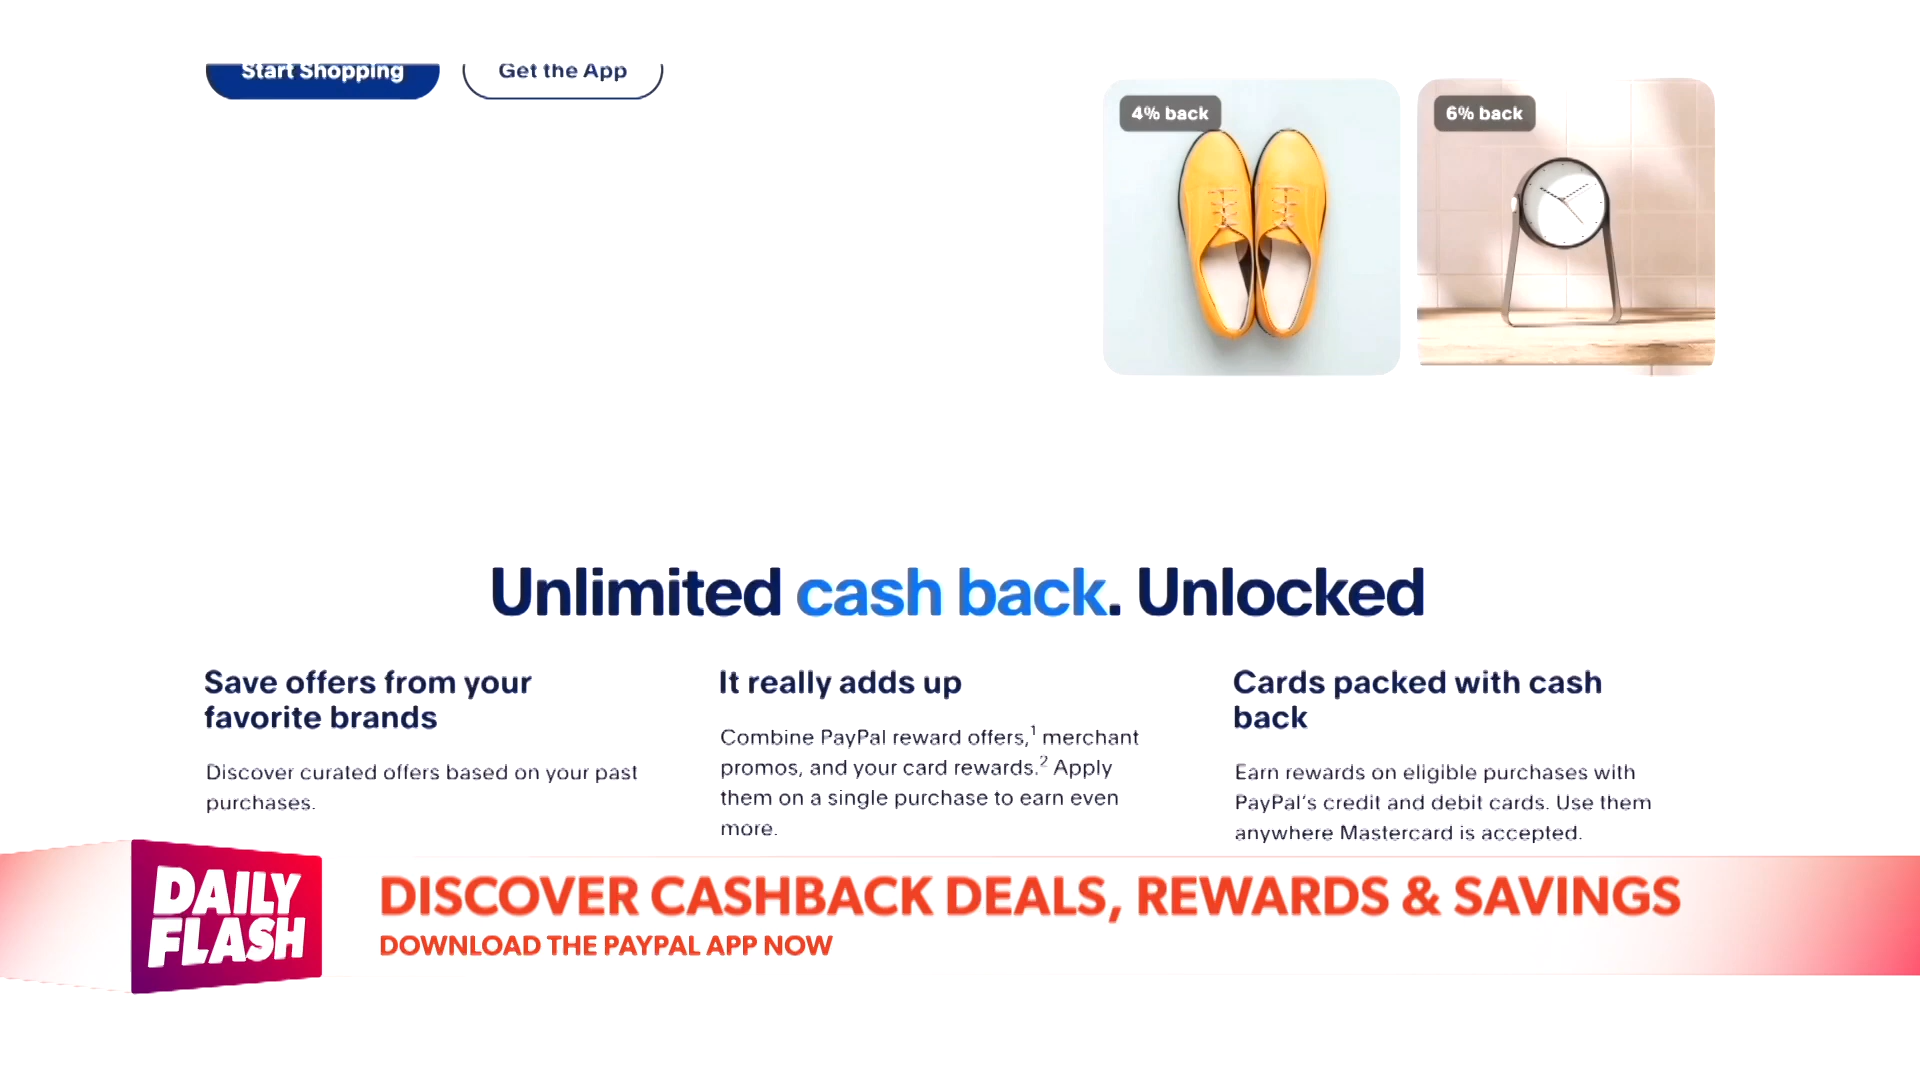 Start Shopping
Get the App
4% back
6% back
Unlimited cash back. Unlocked
Save offers from your
favorite brands
Discover curated offers based on your past
purchases.
It really adds up
Combine PayPal reward offers,1 merchant
promos, and your card rewards.2 Apply
them on a single purchase to earn even
more.
Cards packed with cash
back
Earn rewards on eligible purchases with
PayPal's credit and debit cards. Use them
anywhere Mastercard is accepted.
DAILY
FLASH
DISCOVER CASHBACK DEALS, REWARDS & SAVINGS
DOWNLOAD THE PAYPAL APP NOW